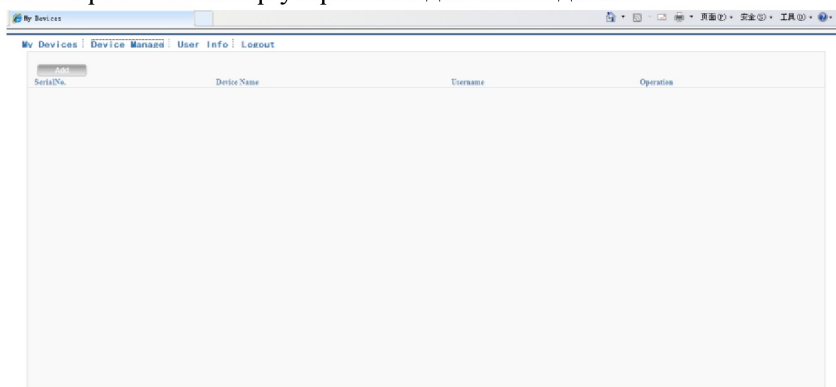 My Devices 页面(P) 安全(S) 工具(O)
My Devices Device Manage User Info Logout
Add
SerialNo. Device Name Username Operation